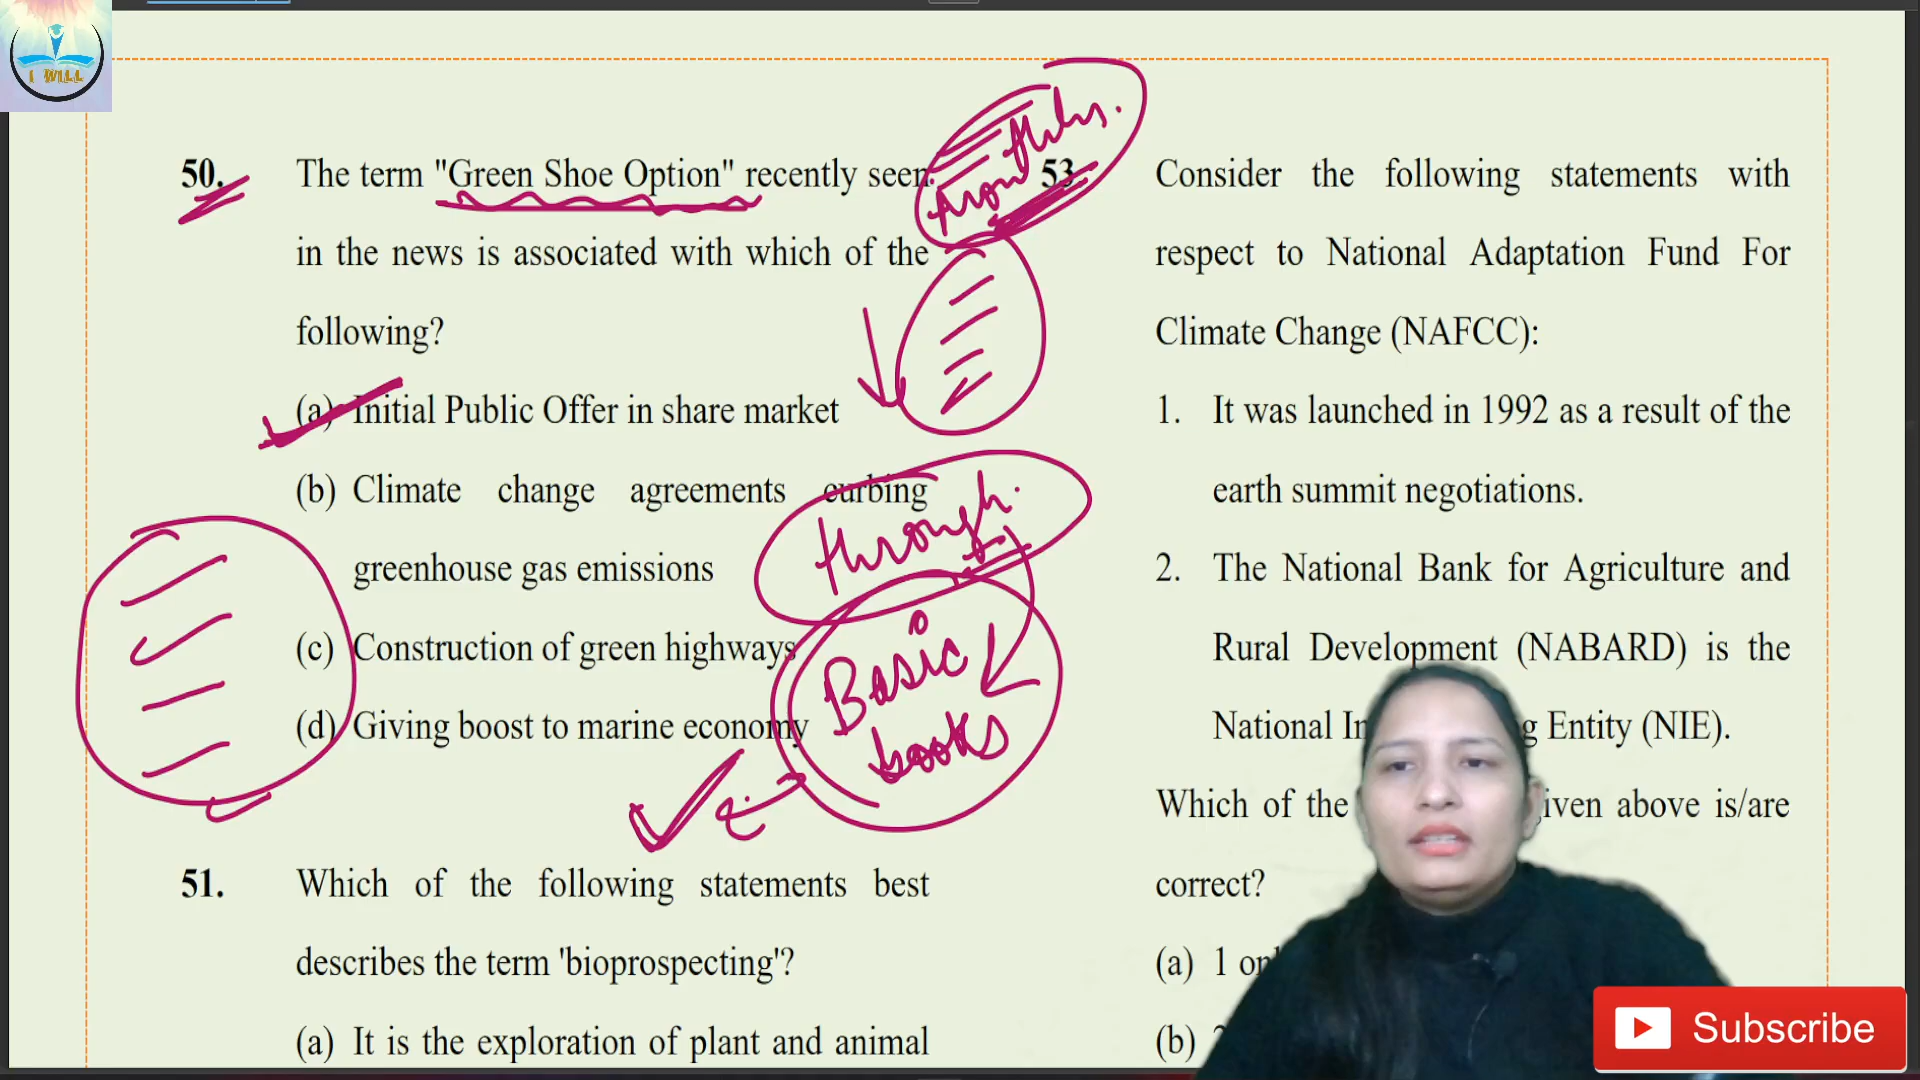 I WILL
50. The term "Green Shoe Option" recently seen
in the news is associated with which of the
following?
(a) Initial Public Offer in share market
(b) Climate change agreements curbing
greenhouse gas emissions
(c) Construction of green highways
(d) Giving boost to marine economy
through.
Basic
books
51. Which of the following statements best
describes the term 'bioprospecting'?
(a) It is the exploration of plant and animal
53 Consider the following statements with
respect to National Adaptation Fund For
Climate Change (NAFCC):
1. It was launched in 1992 as a result of the
earth summit negotiations.
2. The National Bank for Agriculture and
Rural Development (NABARD) is the
National Entity (NIE).
Which of the above is/are
correct?
(a) 1
(b)
Subscribe